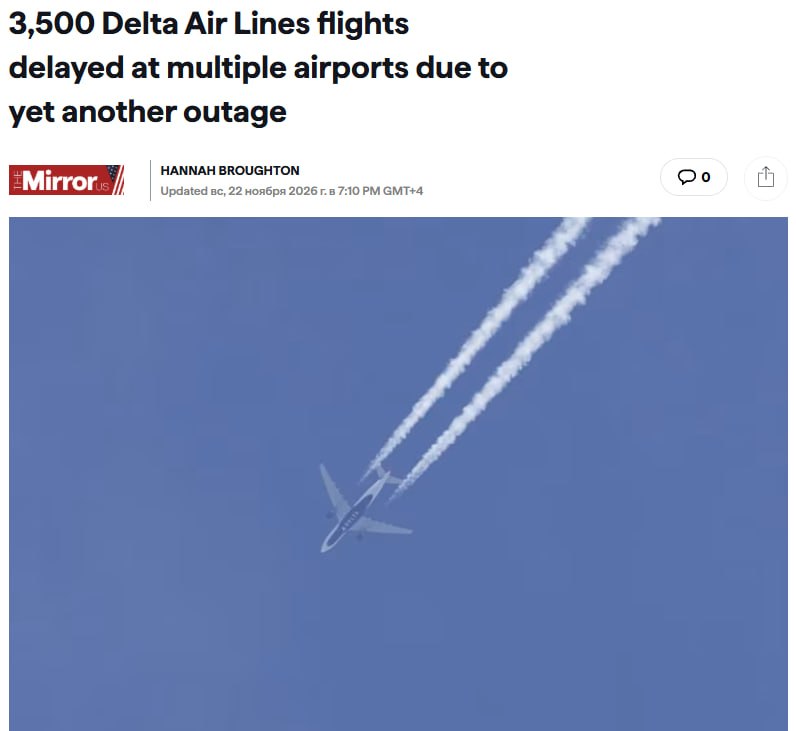 3,500 Delta Air Lines flights
delayed at multiple airports due to
yet another outage
THE Mirror US
HANNAH BROUGHTON
Updated вс, 22 ноября 2026 г. в 7:10 PM GMT+4
0
DELTA